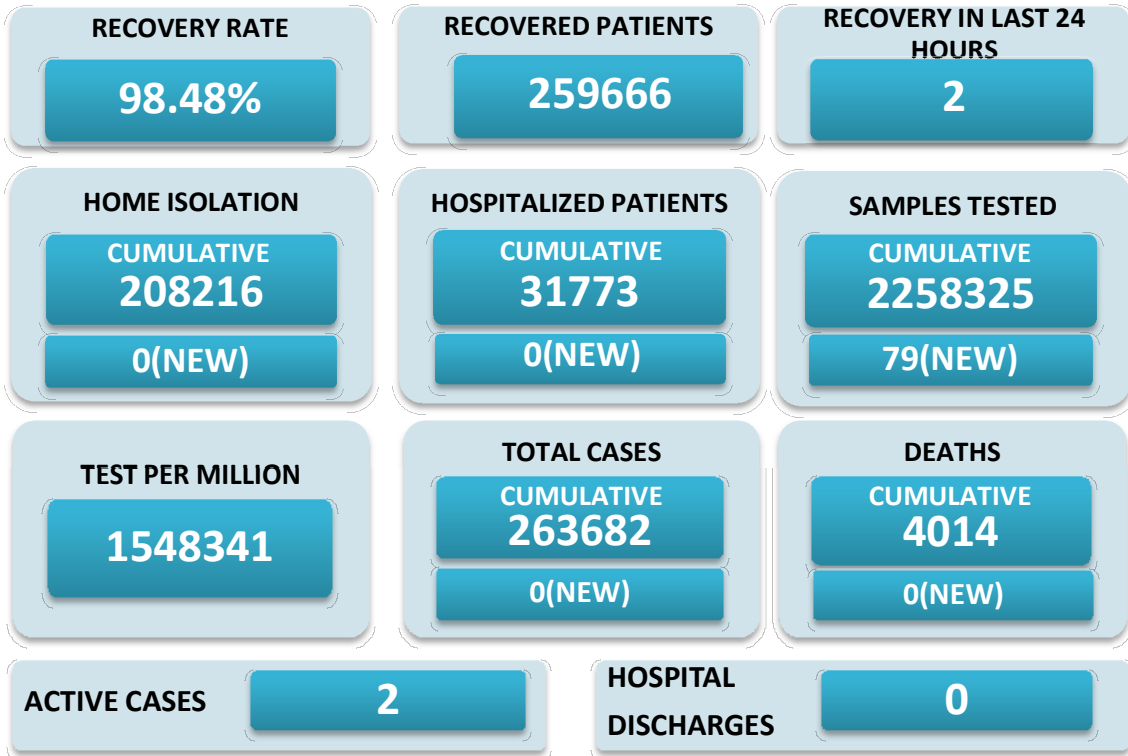 RECOVERY RATE
98.48%
RECOVERED PATIENTS
259666
RECOVERY IN LAST 24
HOURS
2
HOME ISOLATION
CUMULATIVE
208216
0(NEW)
HOSPITALIZED PATIENTS
CUMULATIVE
31773
0(NEW)
SAMPLES TESTED
CUMULATIVE
2258325
79(NEW)
TEST PER MILLION
1548341
TOTAL CASES
CUMULATIVE
263682
0(NEW)
DEATHS
CUMULATIVE
4014
0(NEW)
ACTIVE CASES
2
HOSPITAL
DISCHARGES
0